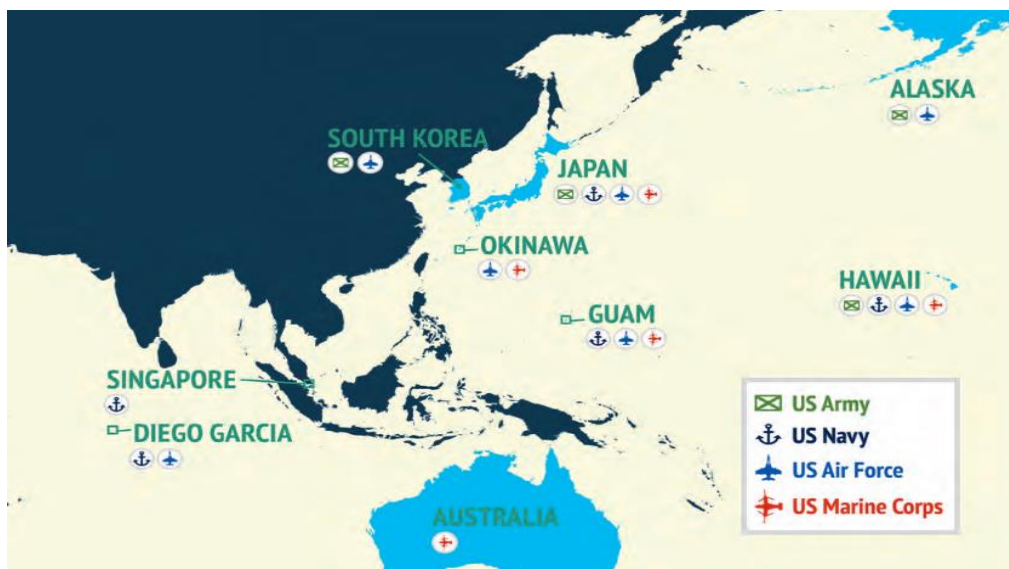 ALASKA
SOUTH KOREA
JAPAN
OKINAWA
HAWAII
GUAM
SINGAPORE
DIEGO GARCIA
AUSTRALIA
US Army
US Navy
US Air Force
US Marine Corps